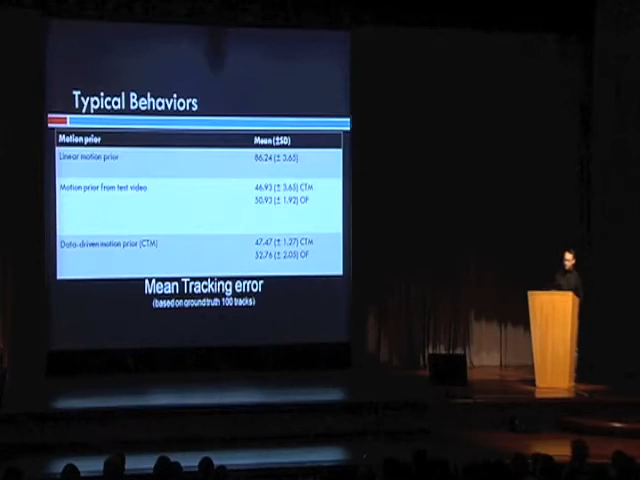 Typical Behaviors
Motion prior Mean (±SD)
Linear motion prior 86.24 (± 3.65)
Motion prior from test video 46.93 (± 3.65) CTM
50.93 (± 1.92) OF
Data-driven motion prior (CTM) 47.47 (± 1.27) CTM
52.76 (± 2.05) OF
Mean Tracking error
(based on ground truth 100 tracks)